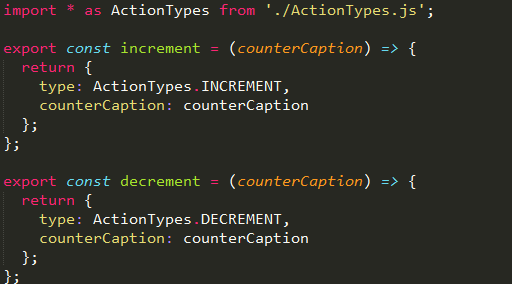 import * as ActionTypes from './ActionTypes.js';
export const increment = (counterCaption) => {
return {
type: ActionTypes.INCREMENT,
counterCaption: counterCaption
};
};
export const decrement = (counterCaption) => {
return {
type: ActionTypes.DECREMENT,
counterCaption: counterCaption
};
};